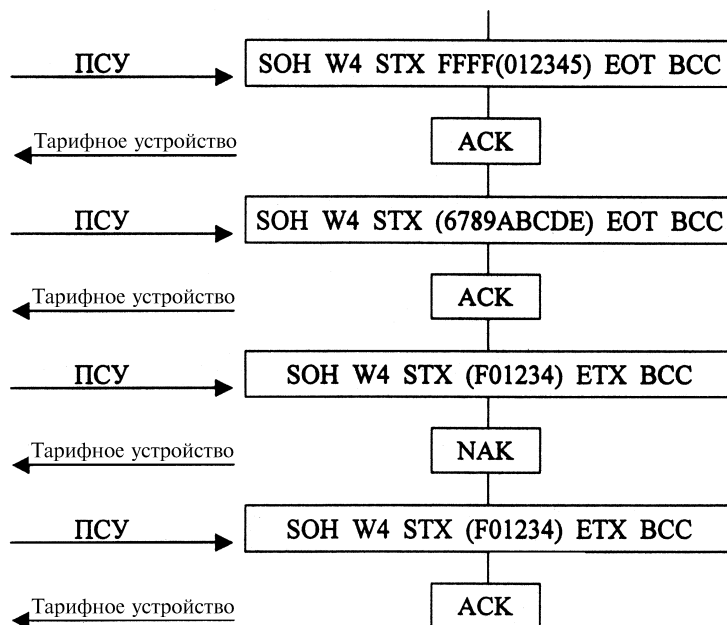 ПСУ SOH W4 STX FFFF(012345) EOT BCC
Тарифное устройство ACK
ПСУ SOH W4 STX (6789ABCDE) EOT BCC
Тарифное устройство ACK
ПСУ SOH W4 STX (F01234) ETX BCC
Тарифное устройство NAK
ПСУ SOH W4 STX (F01234) ETX BCC
Тарифное устройство ACK